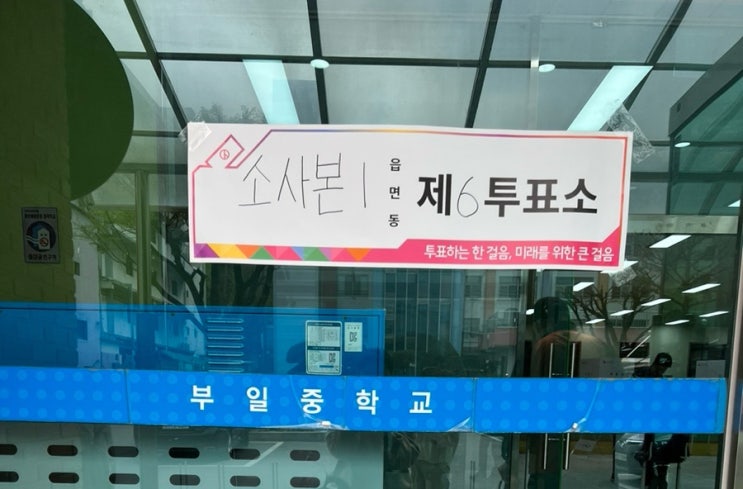 소사본1 읍면동 제6투표소
투표하는 한 걸음, 미래를 위한 큰 걸음
부일중학교